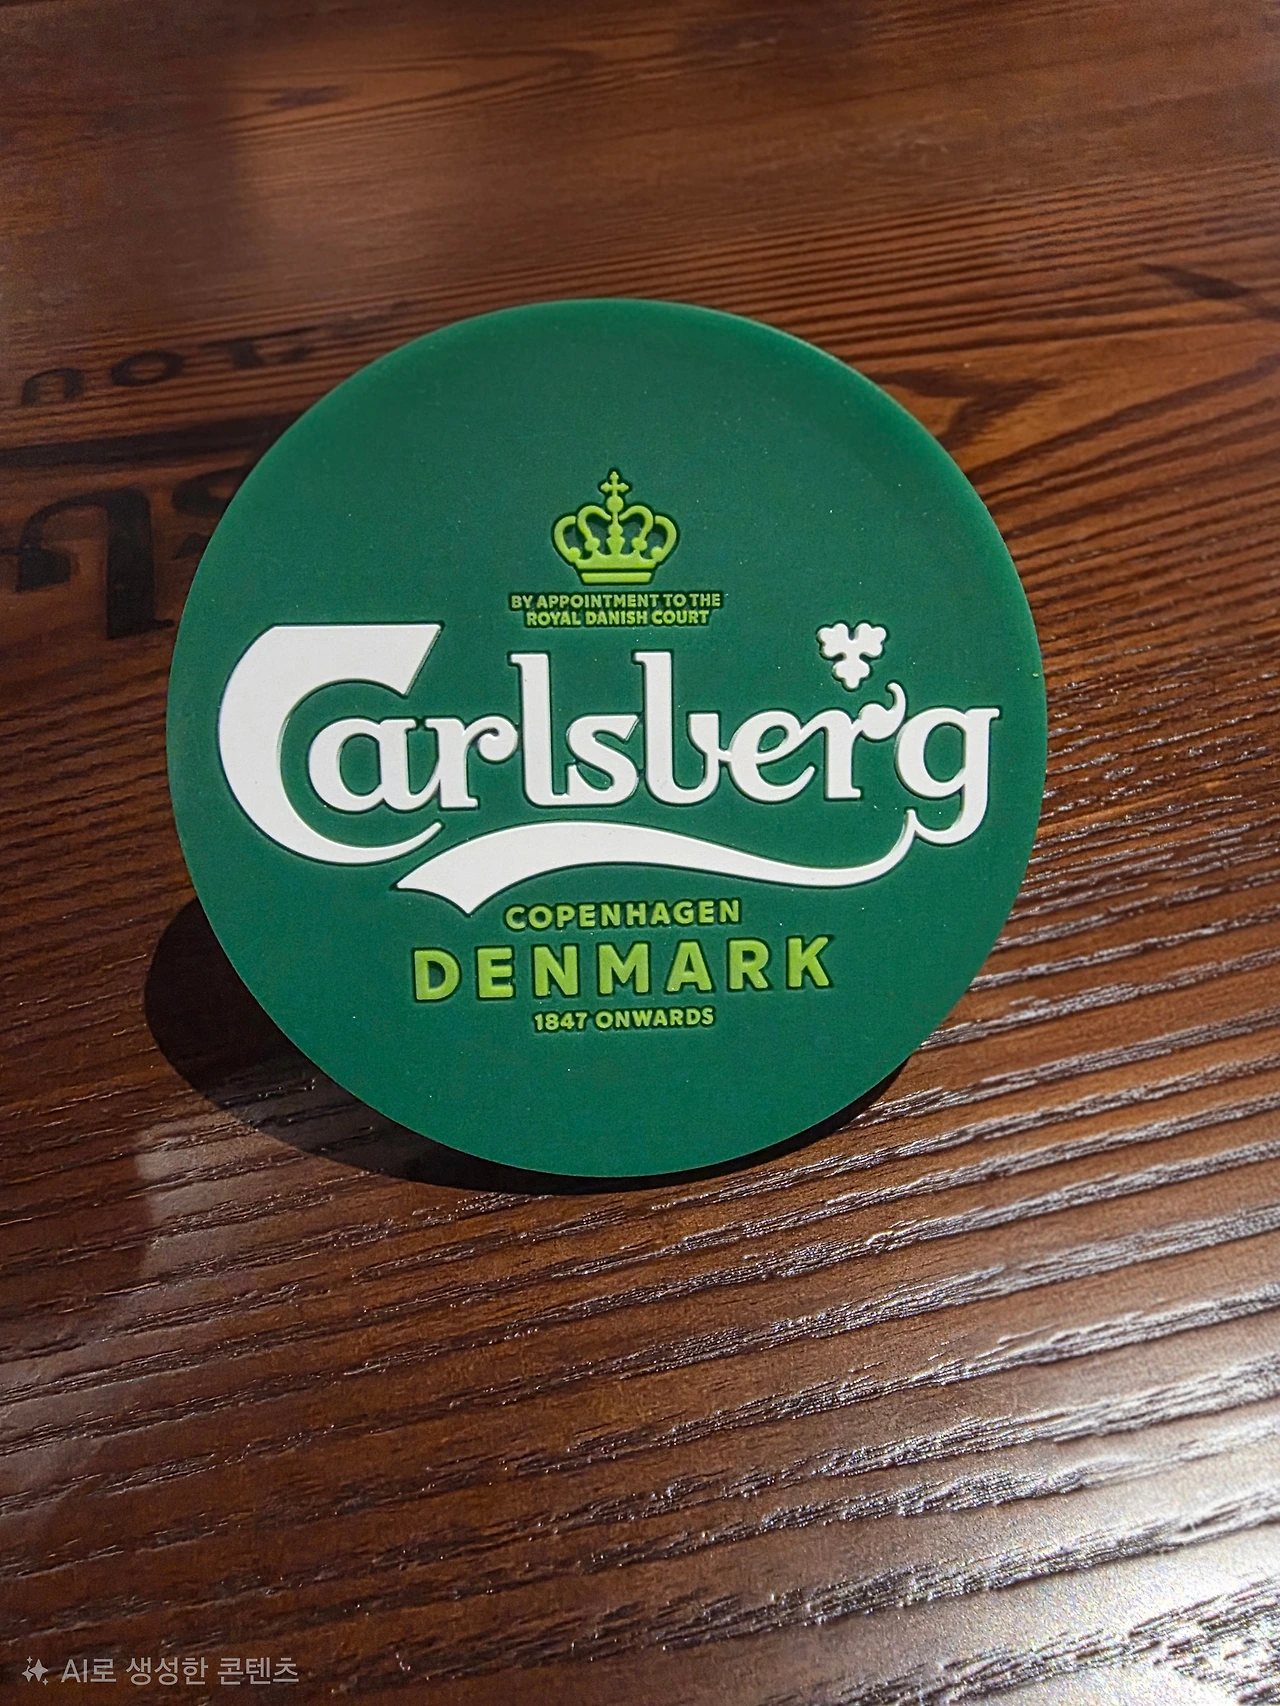 BY APPOINTMENT TO THE
ROYAL DANISH COURT
Carlsberg
COPENHAGEN
DENMARK
1847 ONWARDS
AI로 생성한 콘텐츠